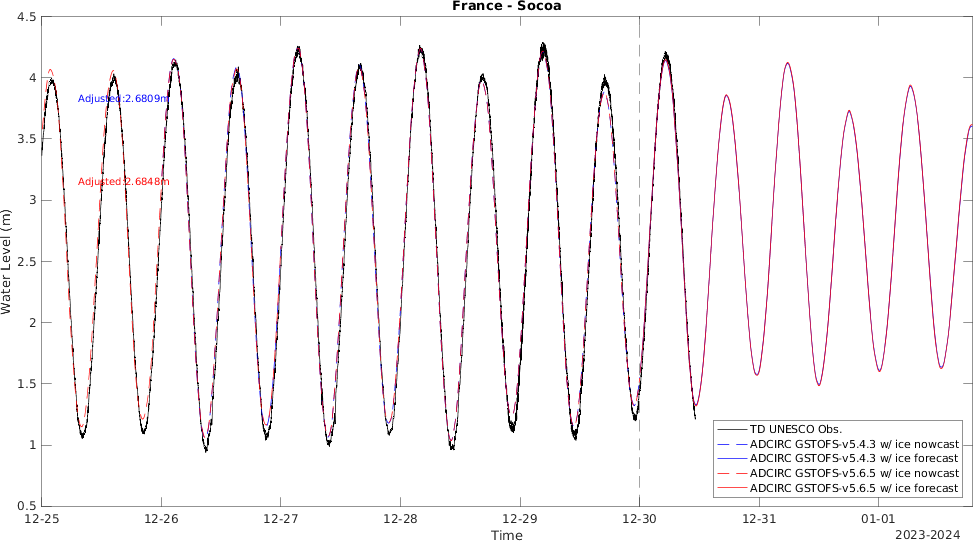 France - Socoa
4.5
4
3.5
3
2.5
2
1.5
1
0.5
Water Level (m)
Adjusted:2.6809m
Adjusted:2.6848m
TD UNESCO Obs.
ADCIRC GSTOFS-v5.4.3 w/ ice nowcast
ADCIRC GSTOFS-v5.4.3 w/ ice forecast
ADCIRC GSTOFS-v5.6.5 w/ ice nowcast
ADCIRC GSTOFS-v5.6.5 w/ ice forecast
12-25 12-26 12-27 12-28 12-29 12-30 12-31 01-01
Time
2023-2024